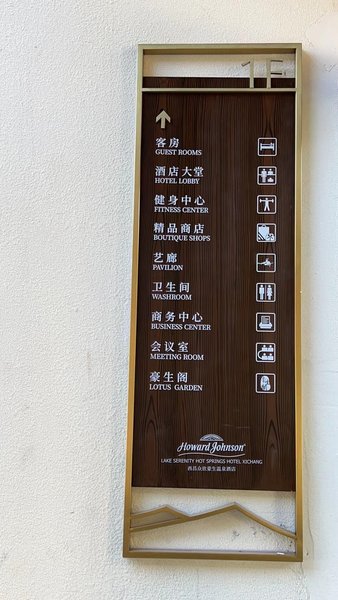 1F
客房
GUEST ROOMS
酒店大堂
HOTEL LOBBY
健身中心
FITNESS CENTER
精品商店
BOUTIQUE SHOPS
艺廊
PAVILION
卫生间
WASHROOM
商务中心
BUSINESS CENTER
会议室
MEETING ROOM
豪生阁
LOTUS GARDEN
Howard Johnson
LAKE SERENITY HOT SPRINGS HOTEL XICHANG
西昌众欣豪生温泉酒店